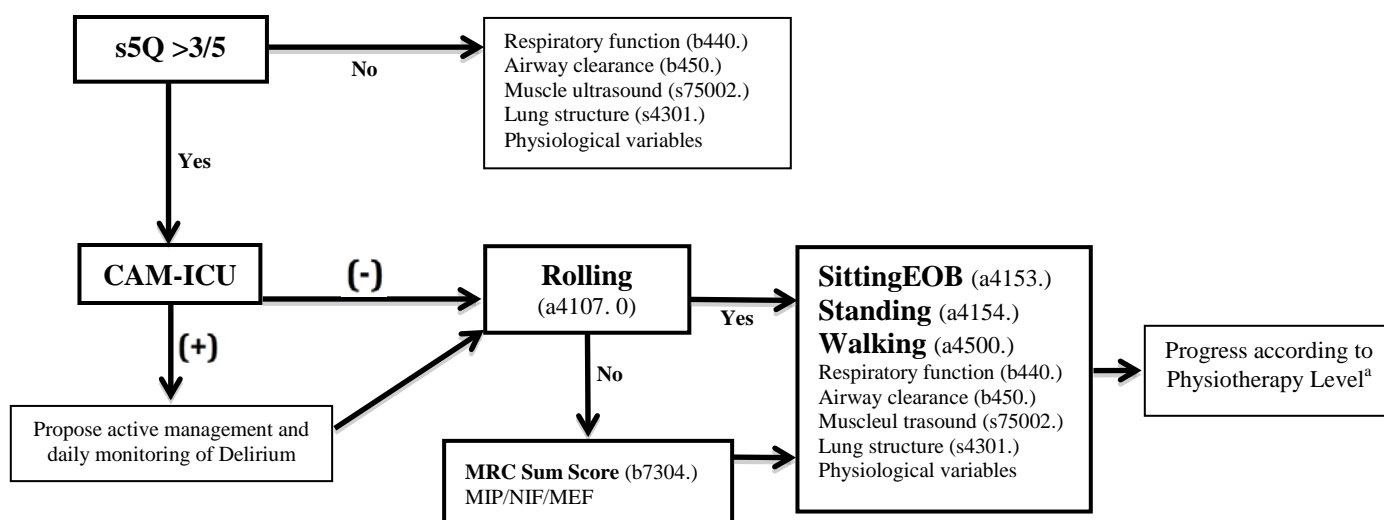 s5Q >3/5
No
Respiratory function (b440.)
Airway clearance (b450.)
Muscle ultrasound (s75002.)
Lung structure (s4301.)
Physiological variables
Yes
CAM-ICU
(-)
Rolling
(a4107. 0)
Yes
SittingEOB (a4153.)
Standing (a4154.)
Walking (a4500.)
Respiratory function (b440.)
Airway clearance (b450.)
Muscleul trasound (s75002.)
Lung structure (s4301.)
Physiological variables
Progress according to
Physiotherapy Levelᵃ
(+)
No
Propose active management and
daily monitoring of Delirium
MRC Sum Score (b7304.)
MIP/NIF/MEF